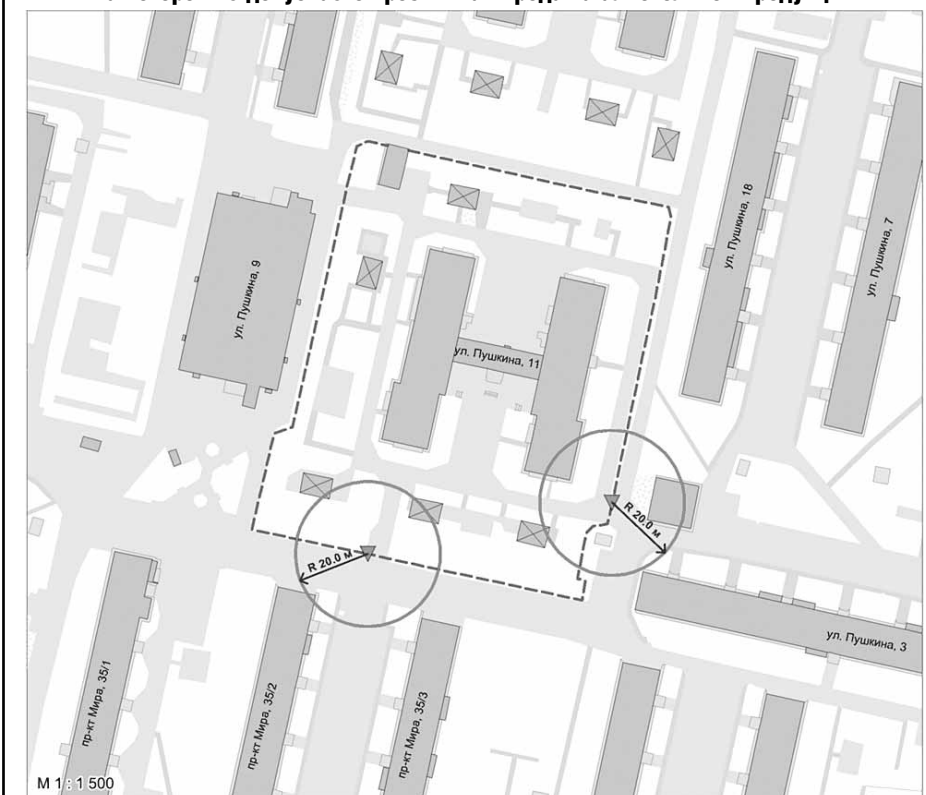 ул. Пушкина, 18
ул. Пушкина, 7
ул. Пушкина, 9
ул. Пушкина, 11
R 20.0 м
R 20.0 м
ул. Пушкина, 3
пр-кт Мира, 35/1
пр-кт Мира, 35/2
пр-кт Мира, 35/3
М 1 : 1 500